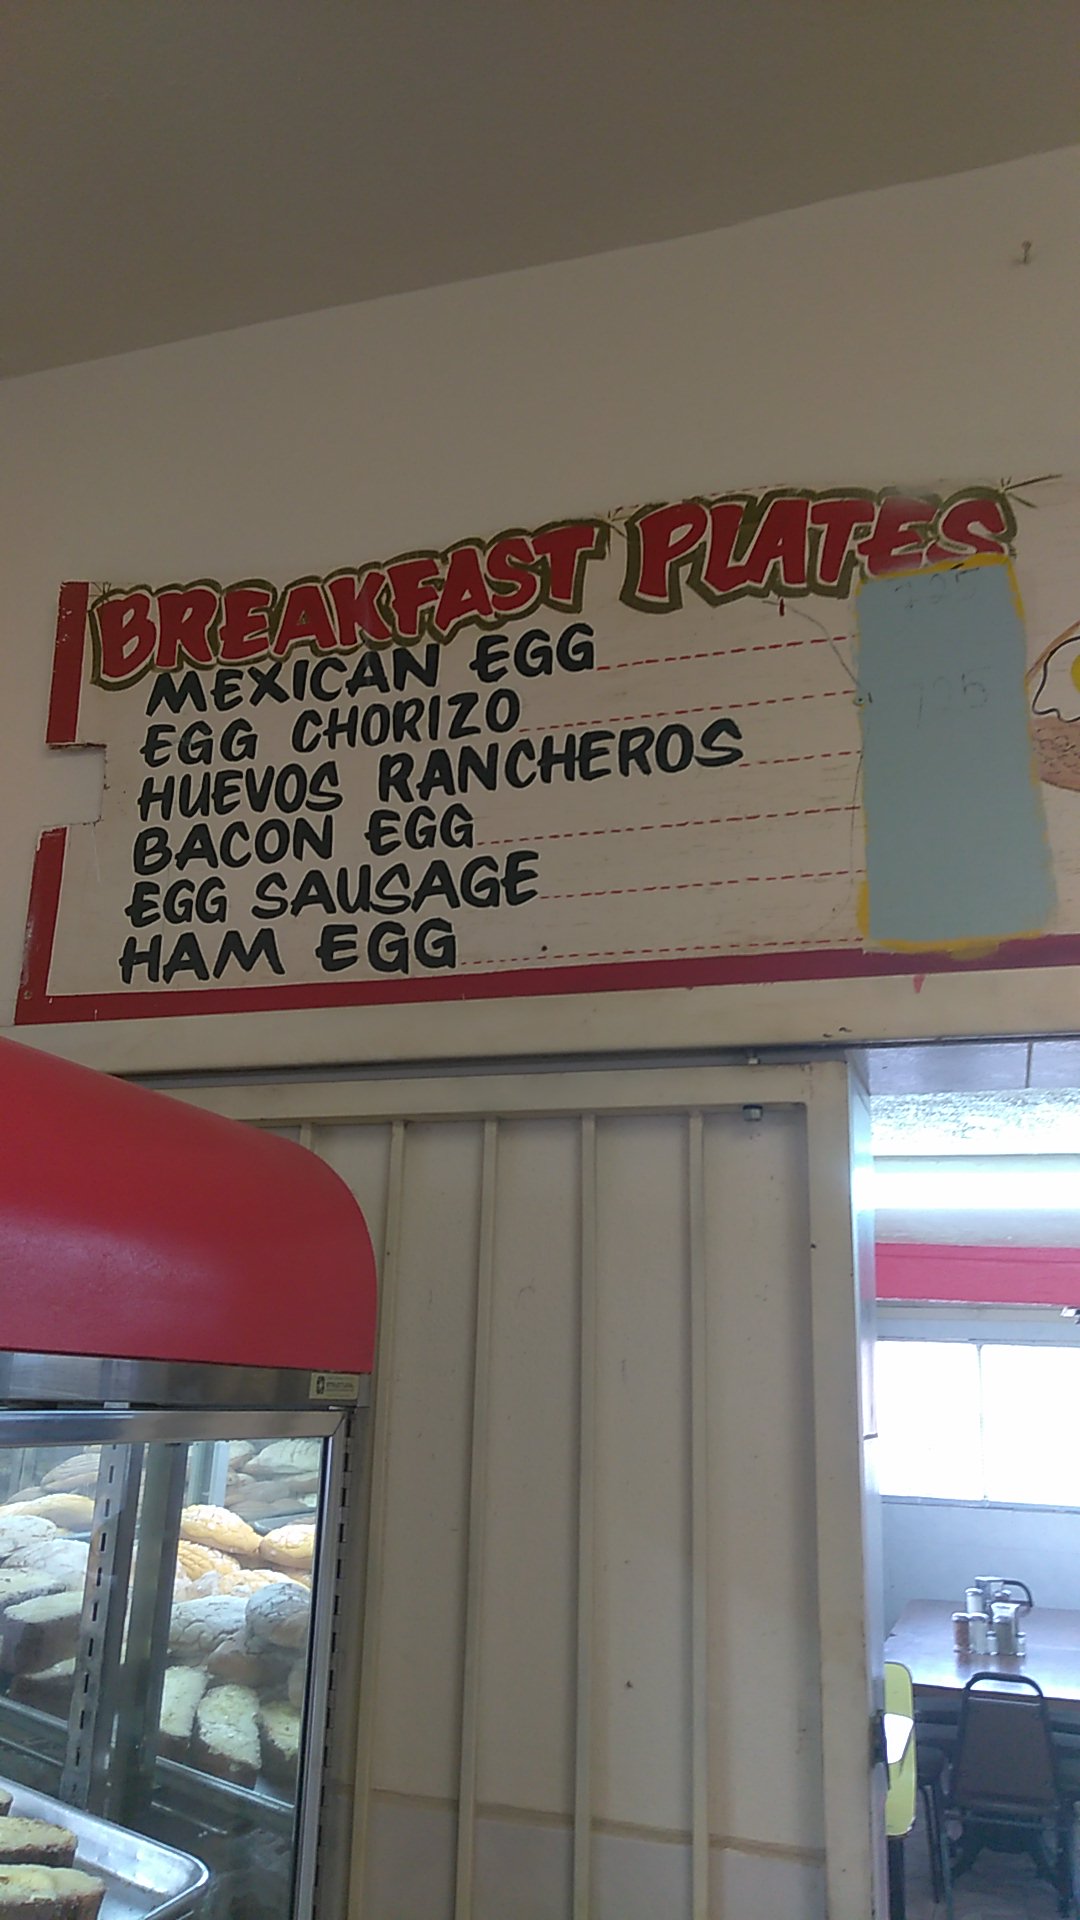 BREAKFAST PLATES
MEXICAN EGG
EGG CHORIZO
HUEVOS RANCHEROS
BACON EGG
EGG SAUSAGE
HAM EGG